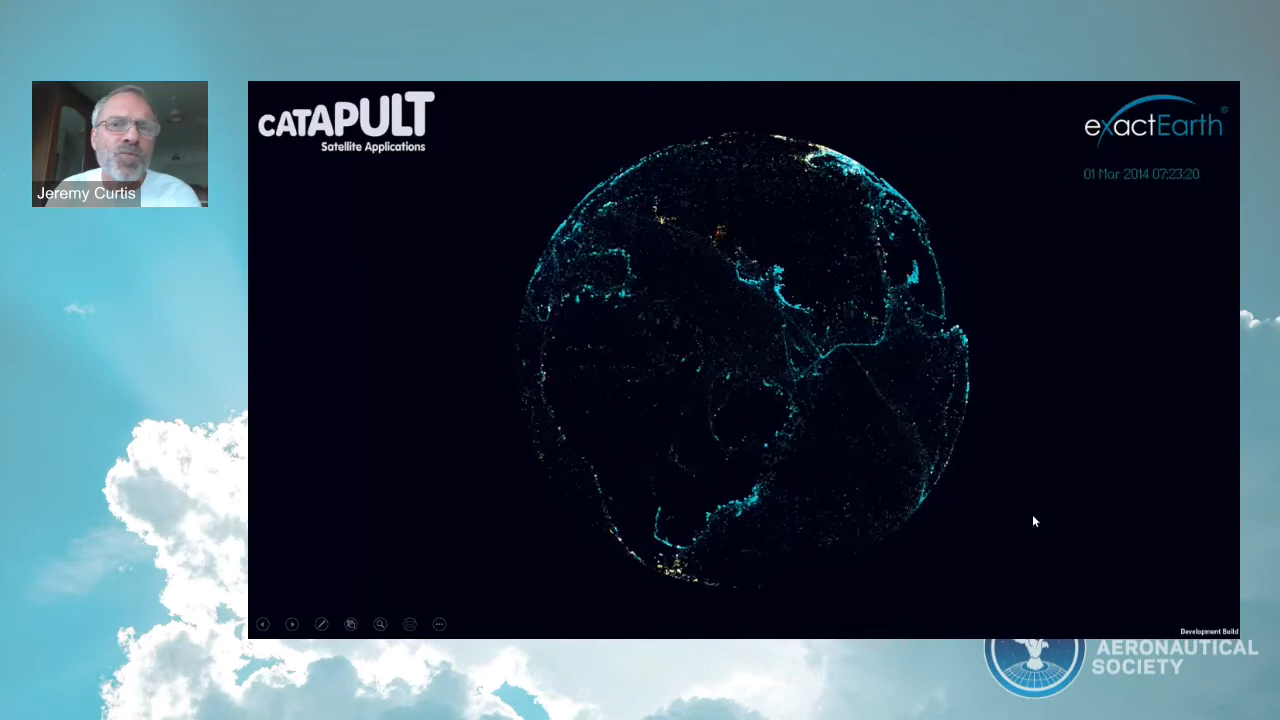 CATAPULT
Satellite Applications
exactEarth®
01 Mar 2014 07:23:20
Jeremy Curtis
Development Build
AERONAUTICAL
SOCIETY